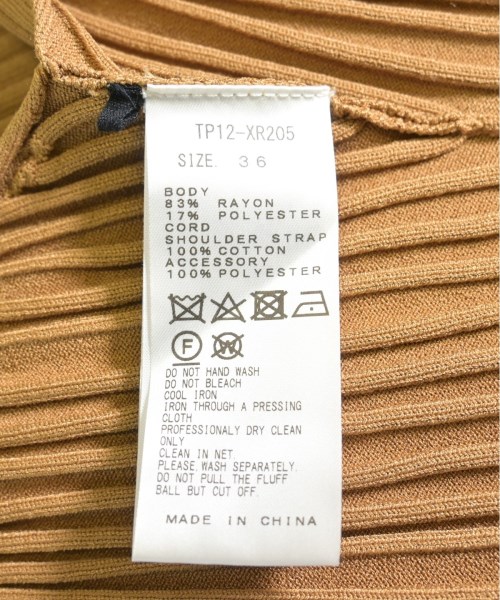 TP12-XR205
SIZE. 36
BODY
83% RAYON
17% POLYESTER
CORD
SHOULDER STRAP
100% COTTON
ACCESSORY
100% POLYESTER
F
W
DO NOT HAND WASH
DO NOT BLEACH
COOL IRON
IRON THROUGH A PRESSING
CLOTH
PROFESSIONALY DRY CLEAN
ONLY
CLEAN IN NET.
PLEASE WASH SEPARATELY.
DO NOT PULL THE FLUFF
BALL BUT CUT OFF.
MADE IN CHINA